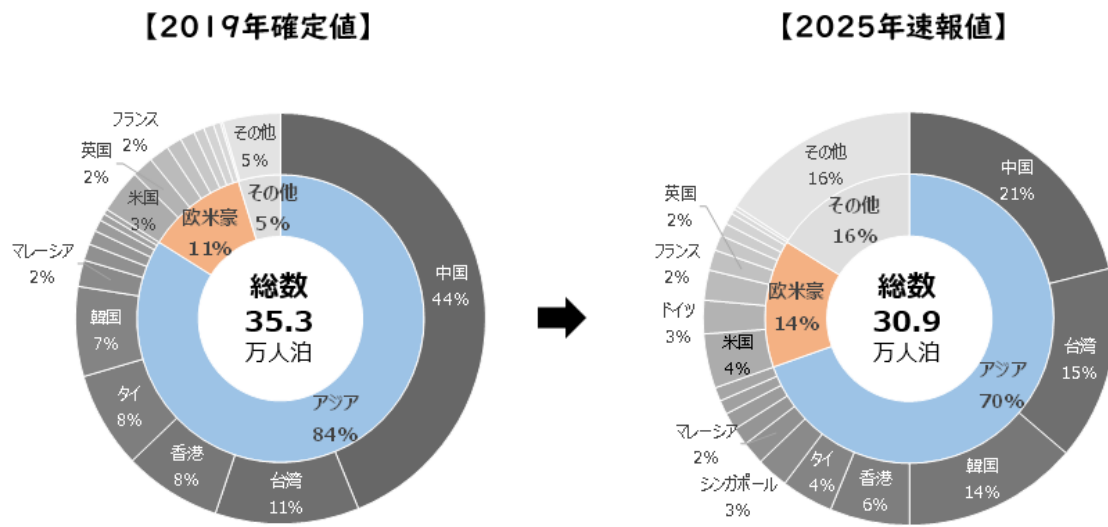 【2019年確定値】
フランス
2%
英国
2%
米国
3%
マレーシア
2%
韓国
7%
タイ
8%
香港
8%
台湾
11%
中国
44%
その他
5%
その他
5%
欧米豪
11%
アジア
84%
総数
35.3
万人泊
【2025年速報値】
その他
16%
英国
2%
フランス
2%
ドイツ
3%
米国
4%
マレーシア
2%
シンガポール
3%
タイ
4%
香港
6%
韓国
14%
台湾
15%
中国
21%
その他
16%
欧米豪
14%
アジア
70%
総数
30.9
万人泊